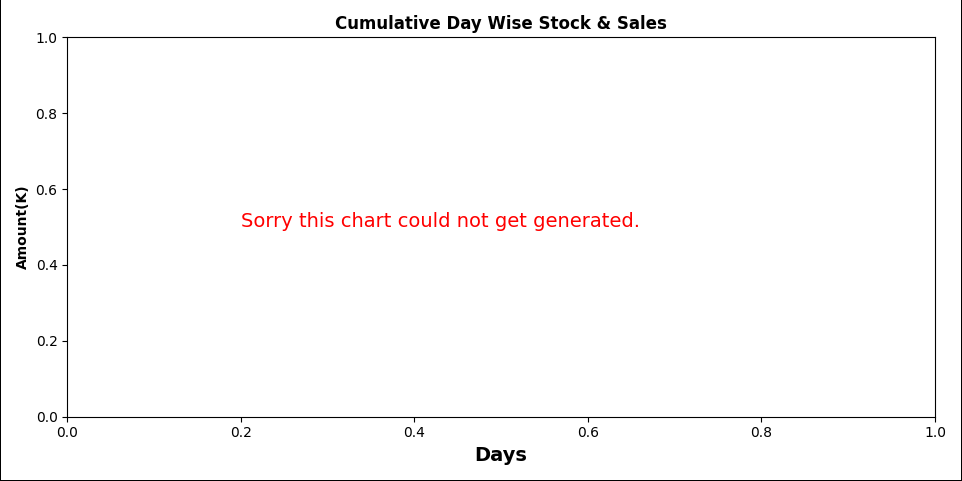 Cumulative Day Wise Stock & Sales
1.0
0.8
0.6
0.4
0.2
0.0
Amount(K)
Sorry this chart could not get generated.
0.0 0.2 0.4 0.6 0.8 1.0
Days